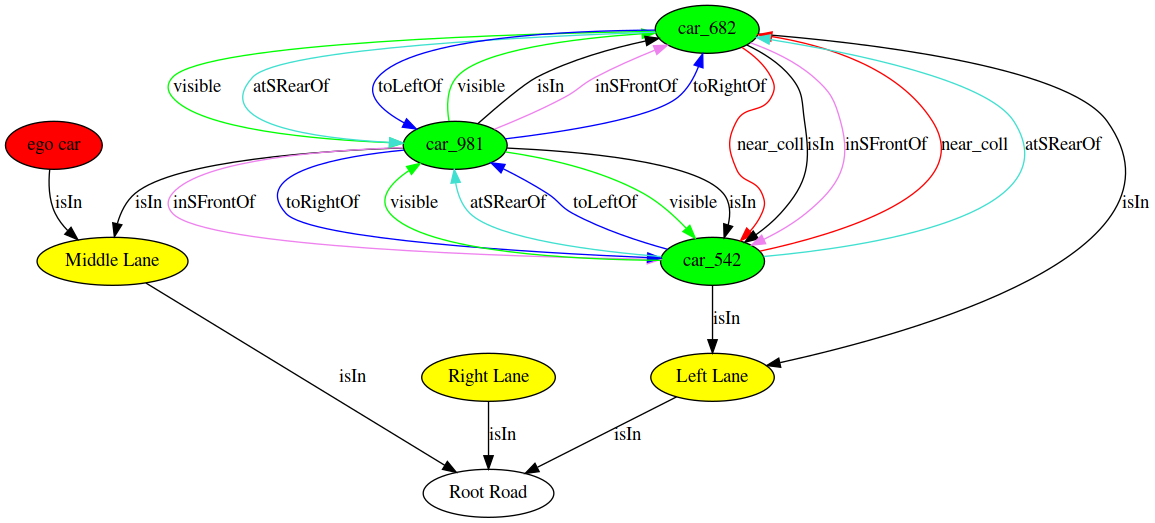 car_682
visible
atSRearOf
toLeftOf
visible
isIn
inSFrontOf
toRightOf
ego car
car_981
near_coll
isIn
inSFrontOf
near_coll
atSRearOf
isIn
isIn
inSFrontOf
toRightOf
visible
atSRearOf
toLeftOf
visible
isIn
isIn
Middle Lane
car_542
isIn
isIn
Right Lane
Left Lane
isIn
isIn
Root Road